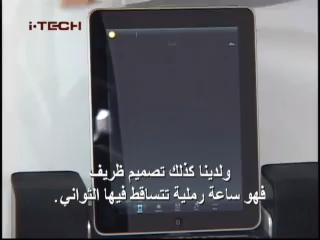 i-TECH
ولدينا كذلك تصميم ظريف
فهو ساعة رملية تتساقط فيها الثواني .